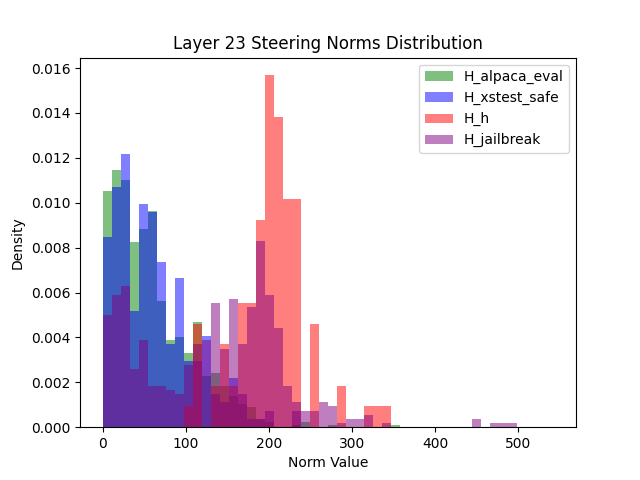 Layer 23 Steering Norms Distribution
H_alpaca_eval
H_xstest_safe
H_h
H_jailbreak
Density
0.016
0.014
0.012
0.010
0.008
0.006
0.004
0.002
0.000
0
100
200
300
400
500
Norm Value